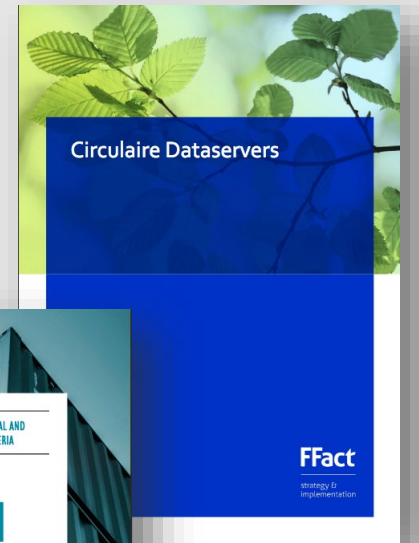 Circulaire Dataservers
AL AND
ERIA
FFact
strategy &
implementation